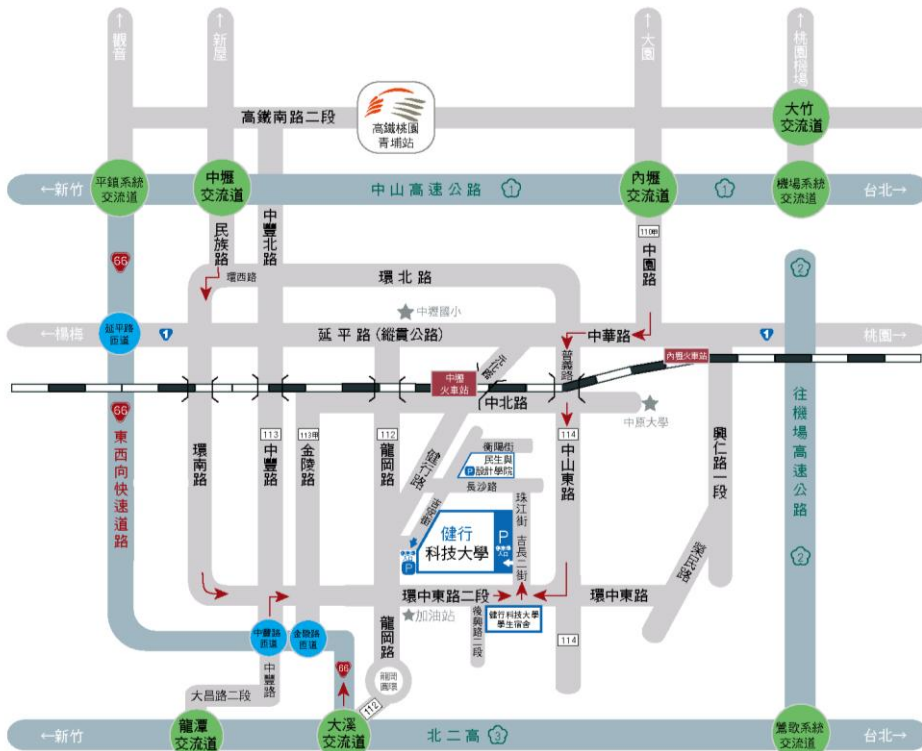 ←觀音
←新屋
←大園
←桃園機場
高鐵南路二段
高鐵桃園
青埔站
大竹
交流道
←新竹
平鎮系統
交流道
中壢
交流道
中山高速公路
1
內壢
交流道
1
機場系統
交流道
台北→
66
民族路
中豐北路
110甲
中園路
環西路
環北路
2
中壢國小
←楊梅
延平路
匝道
1
延平路(縱貫公路)
元化路
普義路
中華路
1
桃園→
內壢火車站
中壢
火車站
中北路
中原大學
66
東西向快速道路
環南路
113
中豐路
113甲
金陵路
112
龍岡路
健行路
衡陽街
民生與
設計學院
P
長沙路
114
中山東路
興仁路一段
往機場高速公路
2
健行
科技大學
P
P
珠江街
吉長二街
環中東路二段
環中東路
加油站
後興路二段
健行科技大學
學生宿舍
114
中豐路
匝道
金陵路
匝道
中豐路
龍岡路
龍岡
圓環
66
112
大昌路二段
←新竹
龍潭
交流道
大溪
交流道
北二高
3
鶯歌系統
交流道
台北→